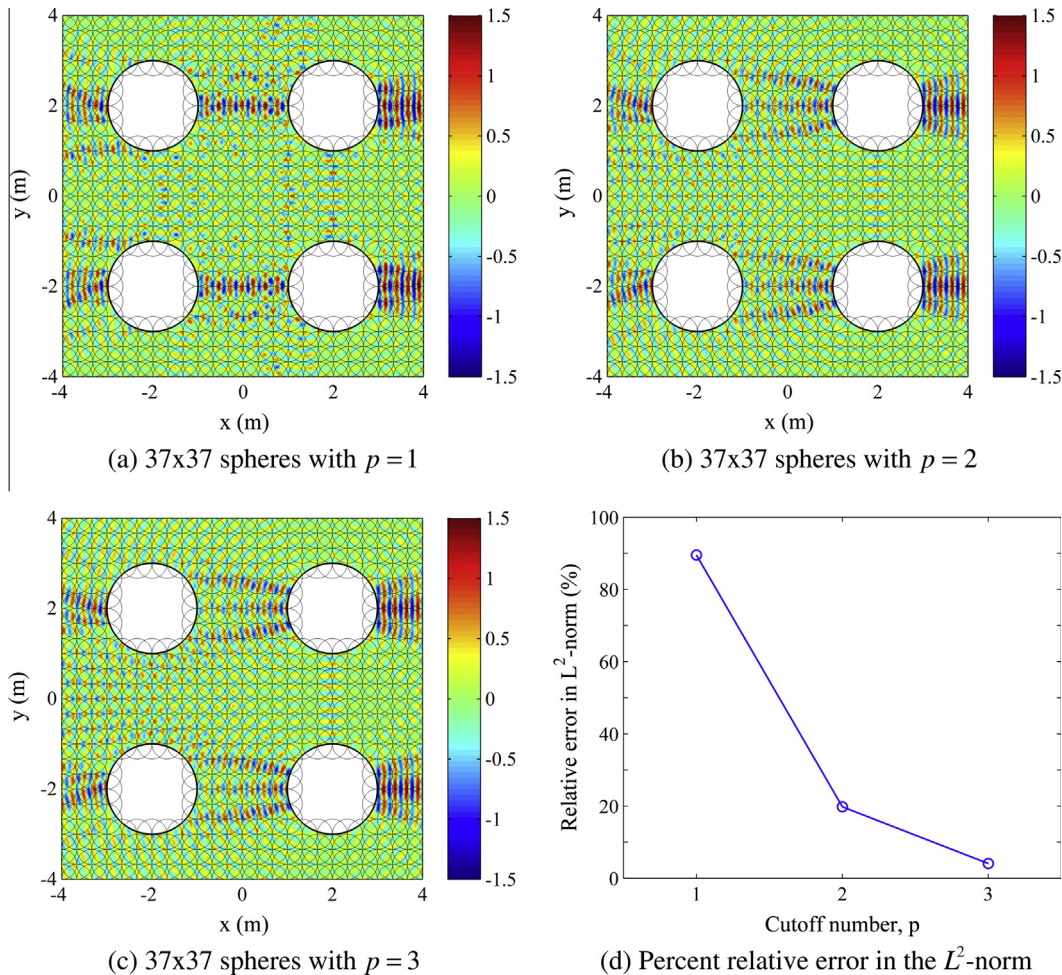 4
2
0
-2
-4
y (m)
-4 -2 0 2 4
x (m)
1.5
1
0.5
0
-0.5
-1
-1.5
(a) 37x37 spheres with p = 1
4
2
0
-2
-4
y (m)
-4 -2 0 2 4
x (m)
1.5
1
0.5
0
-0.5
-1
-1.5
(b) 37x37 spheres with p = 2
4
2
0
-2
-4
y (m)
-4 -2 0 2 4
x (m)
1.5
1
0.5
0
-0.5
-1
-1.5
(c) 37x37 spheres with p = 3
100
80
60
40
20
0
Relative error in L²-norm (%)
1 2 3
Cutoff number, p
(d) Percent relative error in the L²-norm